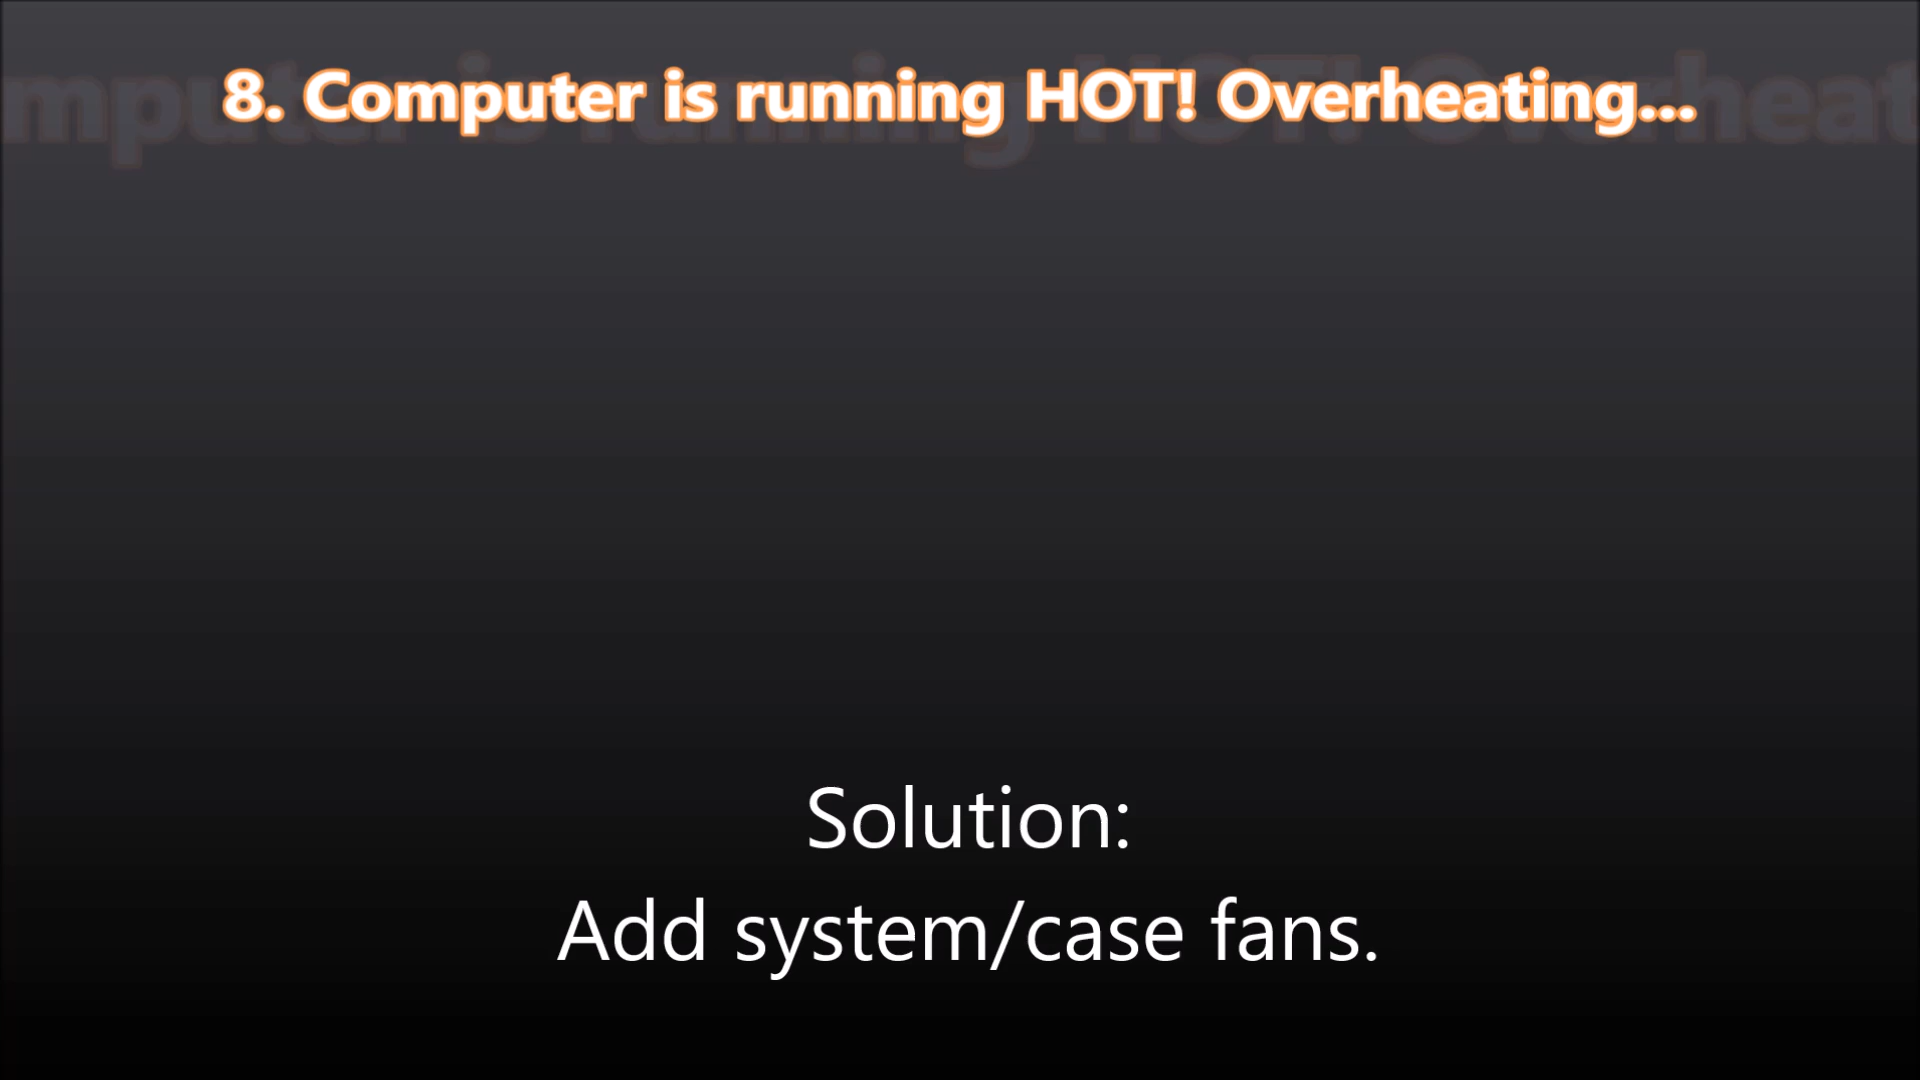 8. Computer is running HOT! Overheating...
Solution:
Add system/case fans.